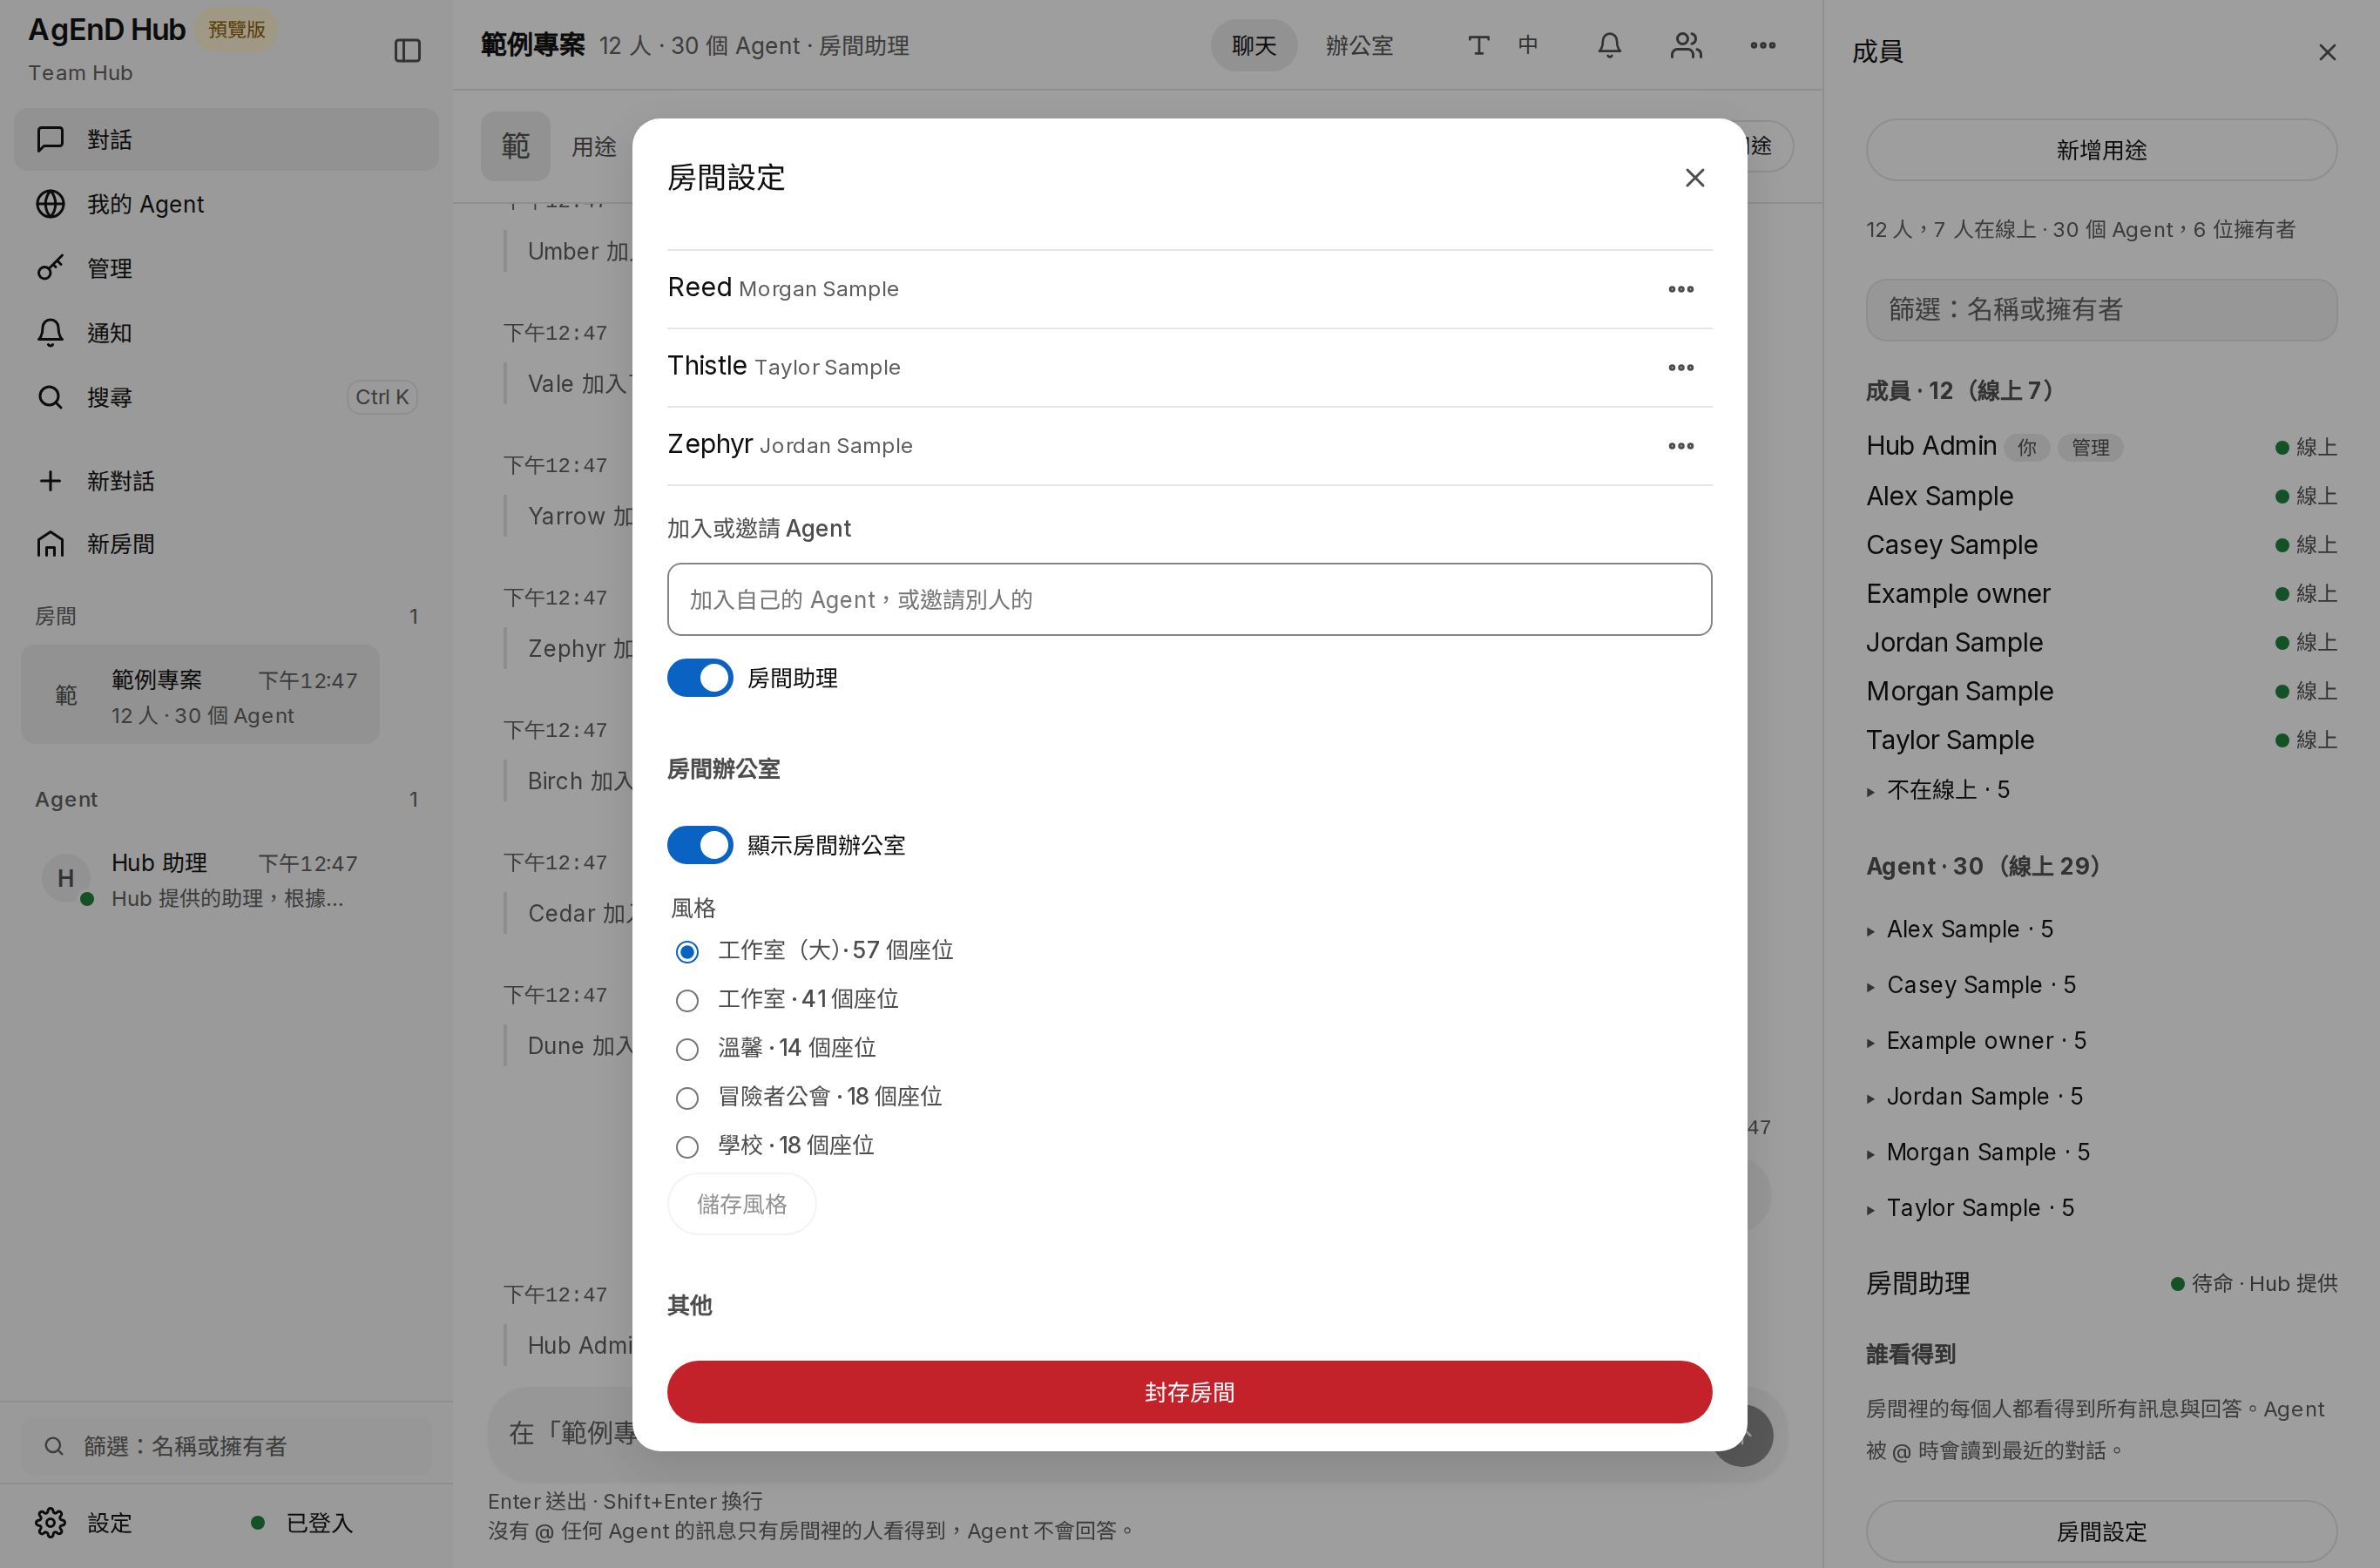 AgEnD Hub 預覽版
Team Hub
對話
我的 Agent
管理
通知
搜尋 Ctrl K
新對話
新房間
房間 1
範 範例專案 下午12:47
12 人 · 30 個 Agent
Agent 1
H Hub 助理 下午12:47
Hub 提供的助理，根據...
篩選：名稱或擁有者
設定 已登入
範例專案 12 人 · 30 個 Agent · 房間助理
聊天 辦公室 中
範 用途
途
Umber 加
下午12:47
Vale 加入
下午12:47
Yarrow 加
下午12:47
Zephyr 加
下午12:47
Birch 加入
下午12:47
Cedar 加
下午12:47
Dune 加入
47
下午12:47
Hub Admi
在「範例專
Enter 送出 · Shift+Enter 換行
沒有 @ 任何 Agent 的訊息只有房間裡的人看得到，Agent 不會回答。
房間設定
Reed Morgan Sample
Thistle Taylor Sample
Zephyr Jordan Sample
加入或邀請 Agent
加入自己的 Agent，或邀請別人的
房間助理
房間辦公室
顯示房間辦公室
風格
工作室（大）· 57 個座位
工作室 · 41 個座位
溫馨 · 14 個座位
冒險者公會 · 18 個座位
學校 · 18 個座位
儲存風格
其他
封存房間
成員
新增用途
12 人，7 人在線上 · 30 個 Agent，6 位擁有者
篩選：名稱或擁有者
成員 · 12（線上 7）
Hub Admin 你 管理 線上
Alex Sample 線上
Casey Sample 線上
Example owner 線上
Jordan Sample 線上
Morgan Sample 線上
Taylor Sample 線上
不在線上 · 5
Agent · 30（線上 29）
Alex Sample · 5
Casey Sample · 5
Example owner · 5
Jordan Sample · 5
Morgan Sample · 5
Taylor Sample · 5
房間助理 待命 · Hub 提供
誰看得到
房間裡的每個人都看得到所有訊息與回答。Agent
被 @ 時會讀到最近的對話。
房間設定